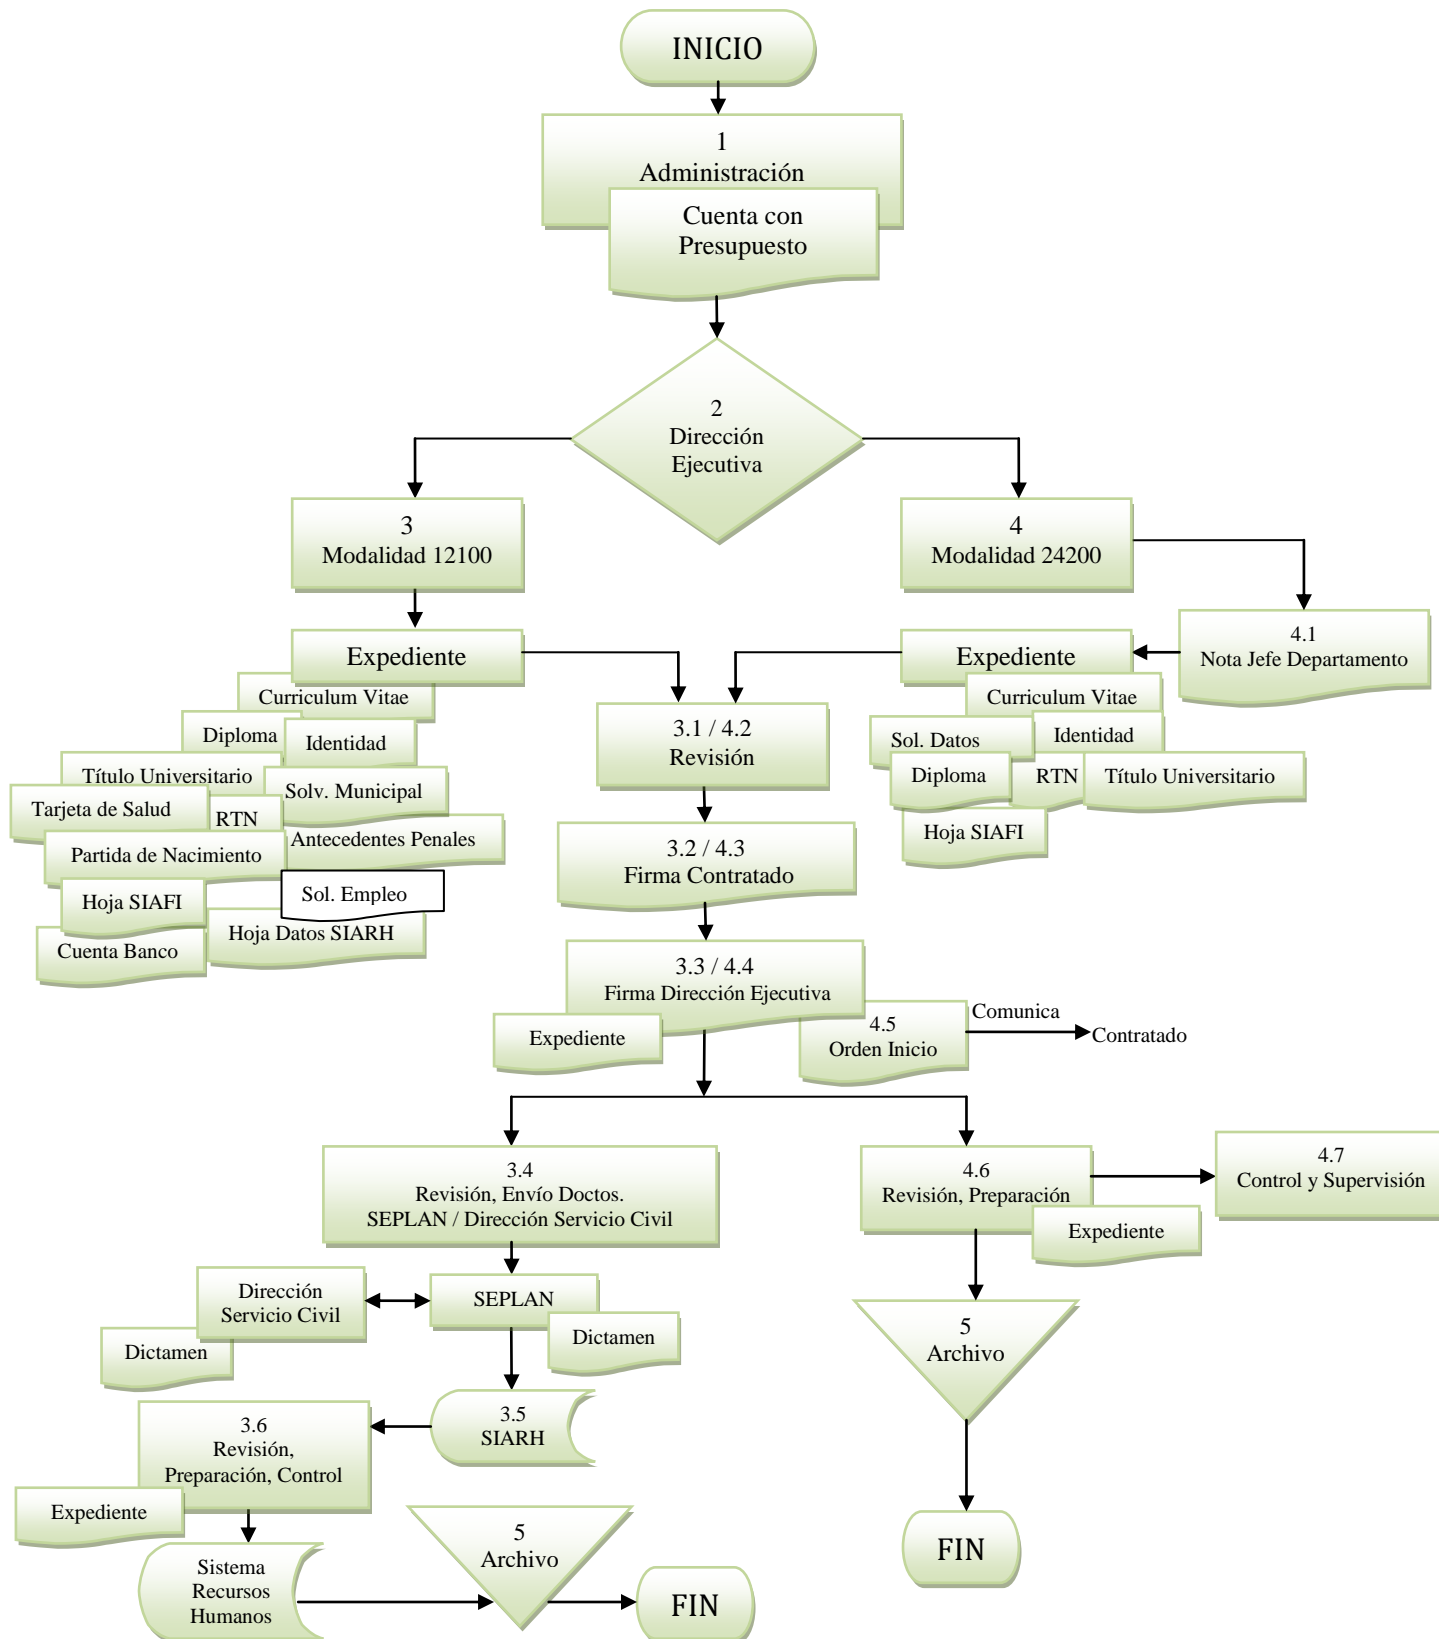 INICIO
1
Administración
Cuenta con
Presupuesto
2
Dirección
Ejecutiva
3
Modalidad 12100
4
Modalidad 24200
4.1
Nota Jefe Departamento
Expediente
Curriculum Vitae
Diploma
Identidad
Título Universitario
Solv. Municipal
Tarjeta de Salud
RTN
Antecedentes Penales
Partida de Nacimiento
Hoja SIAFI
Sol. Empleo
Cuenta Banco
Hoja Datos SIARH
Expediente
Curriculum Vitae
Sol. Datos
Identidad
Diploma
RTN
Título Universitario
Hoja SIAFI
3.1 / 4.2
Revisión
3.2 / 4.3
Firma Contratado
3.3 / 4.4
Firma Dirección Ejecutiva
Expediente
4.5
Orden Inicio
Comunica
Contratado
3.4
Revisión, Envío Doctos.
SEPLAN / Dirección Servicio Civil
4.6
Revisión, Preparación
Expediente
4.7
Control y Supervisión
Dirección
Servicio Civil
Dictamen
SEPLAN
Dictamen
5
Archivo
3.5
SIARH
3.6
Revisión,
Preparación, Control
Expediente
Sistema
Recursos
Humanos
5
Archivo
FIN
FIN